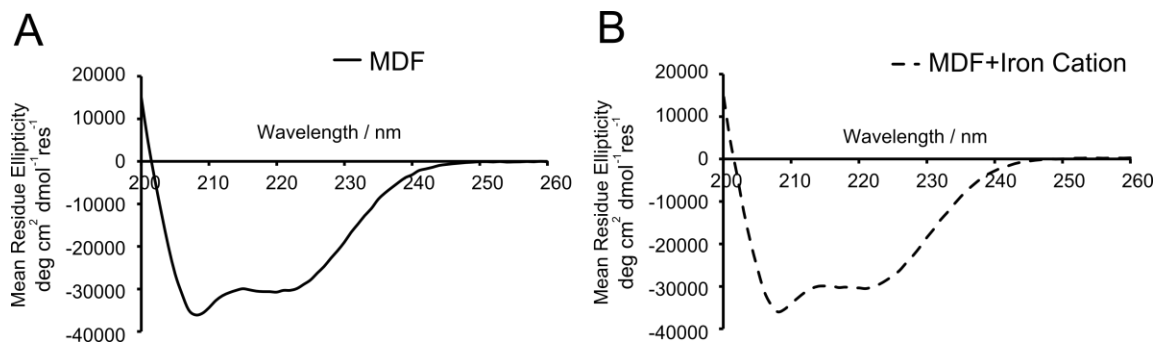 A
MDF
20000
10000
0
-10000
-20000
-30000
-40000
Mean Residue Ellipticity
deg cm² dmol⁻¹res⁻¹
Wavelength / nm
200 210 220 230 240 250 260
B
MDF+Iron Cation
20000
10000
0
-10000
-20000
-30000
-40000
Mean Residue Ellipticity
deg cm² dmol⁻¹res⁻¹
Wavelength / nm
200 210 220 230 240 250 260